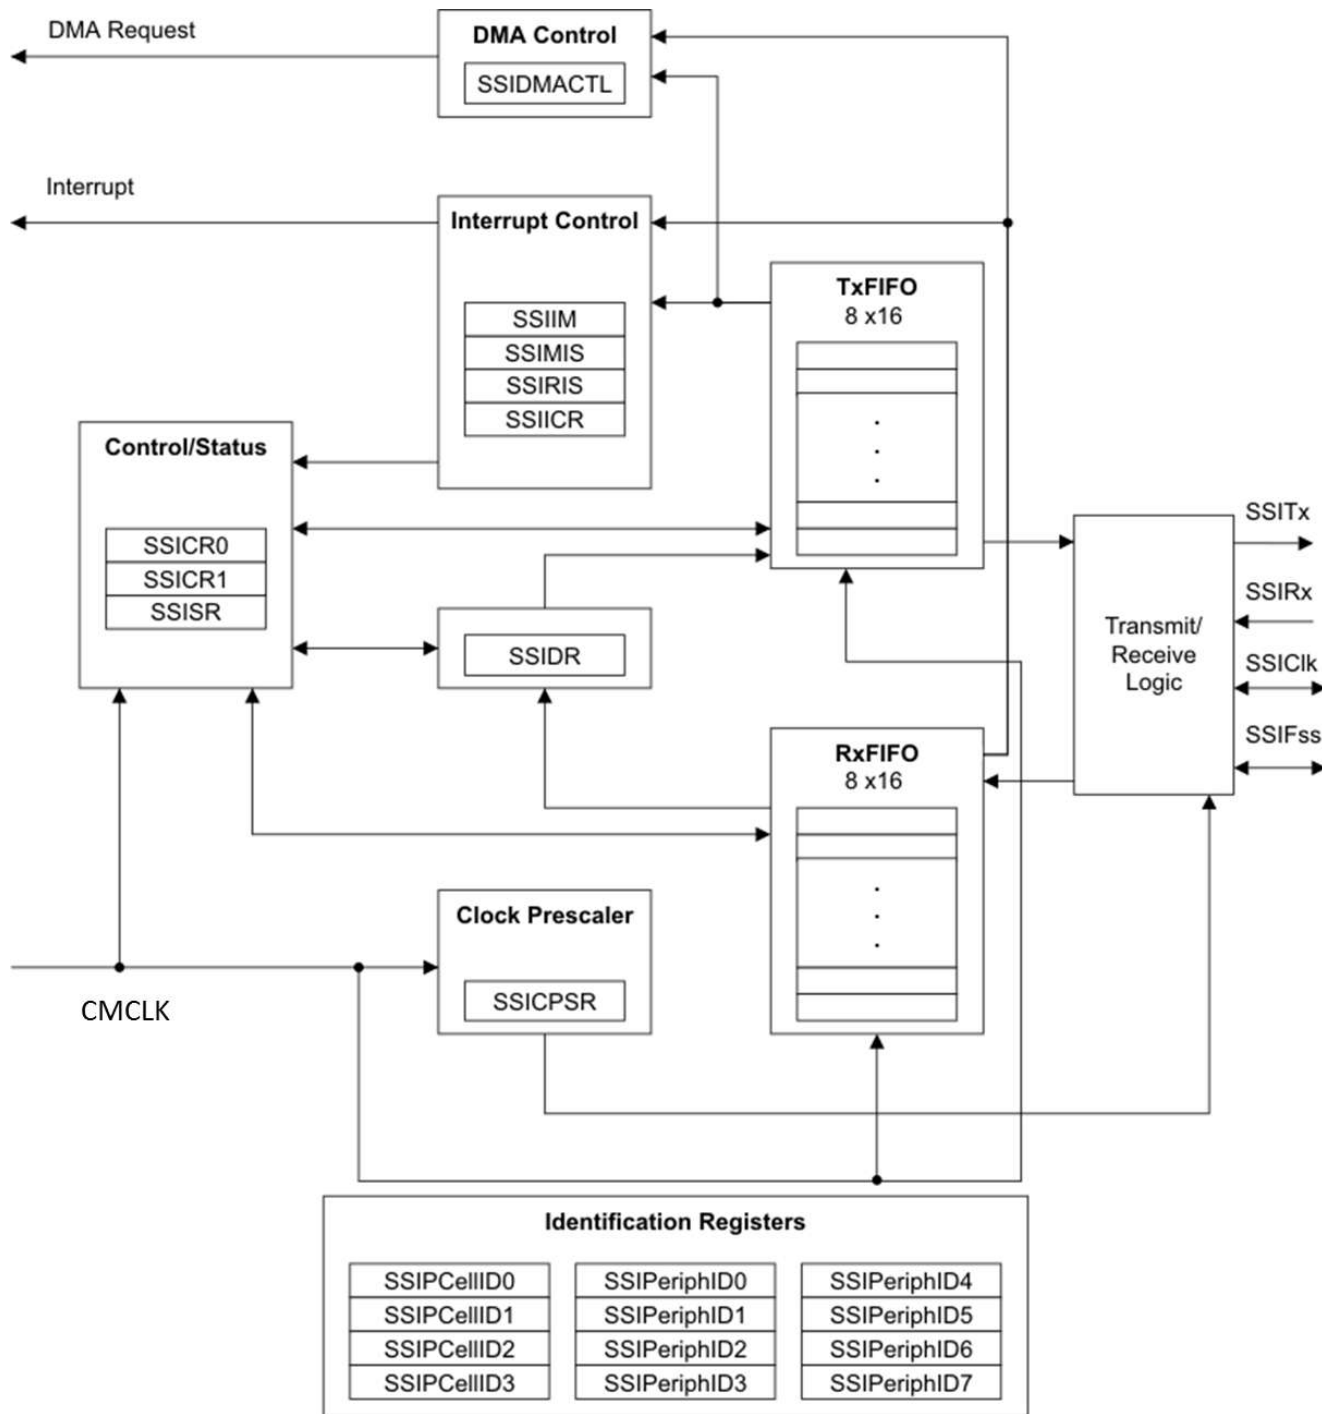 DMA Request
DMA Control
SSIDMACTL
Interrupt
Interrupt Control
SSIIM
SSIMIS
SSIRIS
SSIICR
TxFIFO
8 x16
Control/Status
SSICR0
SSICR1
SSISR
SSIDR
Transmit/
Receive
Logic
SSITx
SSIRx
SSIClk
SSIFss
RxFIFO
8 x16
Clock Prescaler
SSICPSR
CMCLK
Identification Registers
SSIPCellID0
SSIPCellID1
SSIPCellID2
SSIPCellID3
SSIPeriphID0
SSIPeriphID1
SSIPeriphID2
SSIPeriphID3
SSIPeriphID4
SSIPeriphID5
SSIPeriphID6
SSIPeriphID7